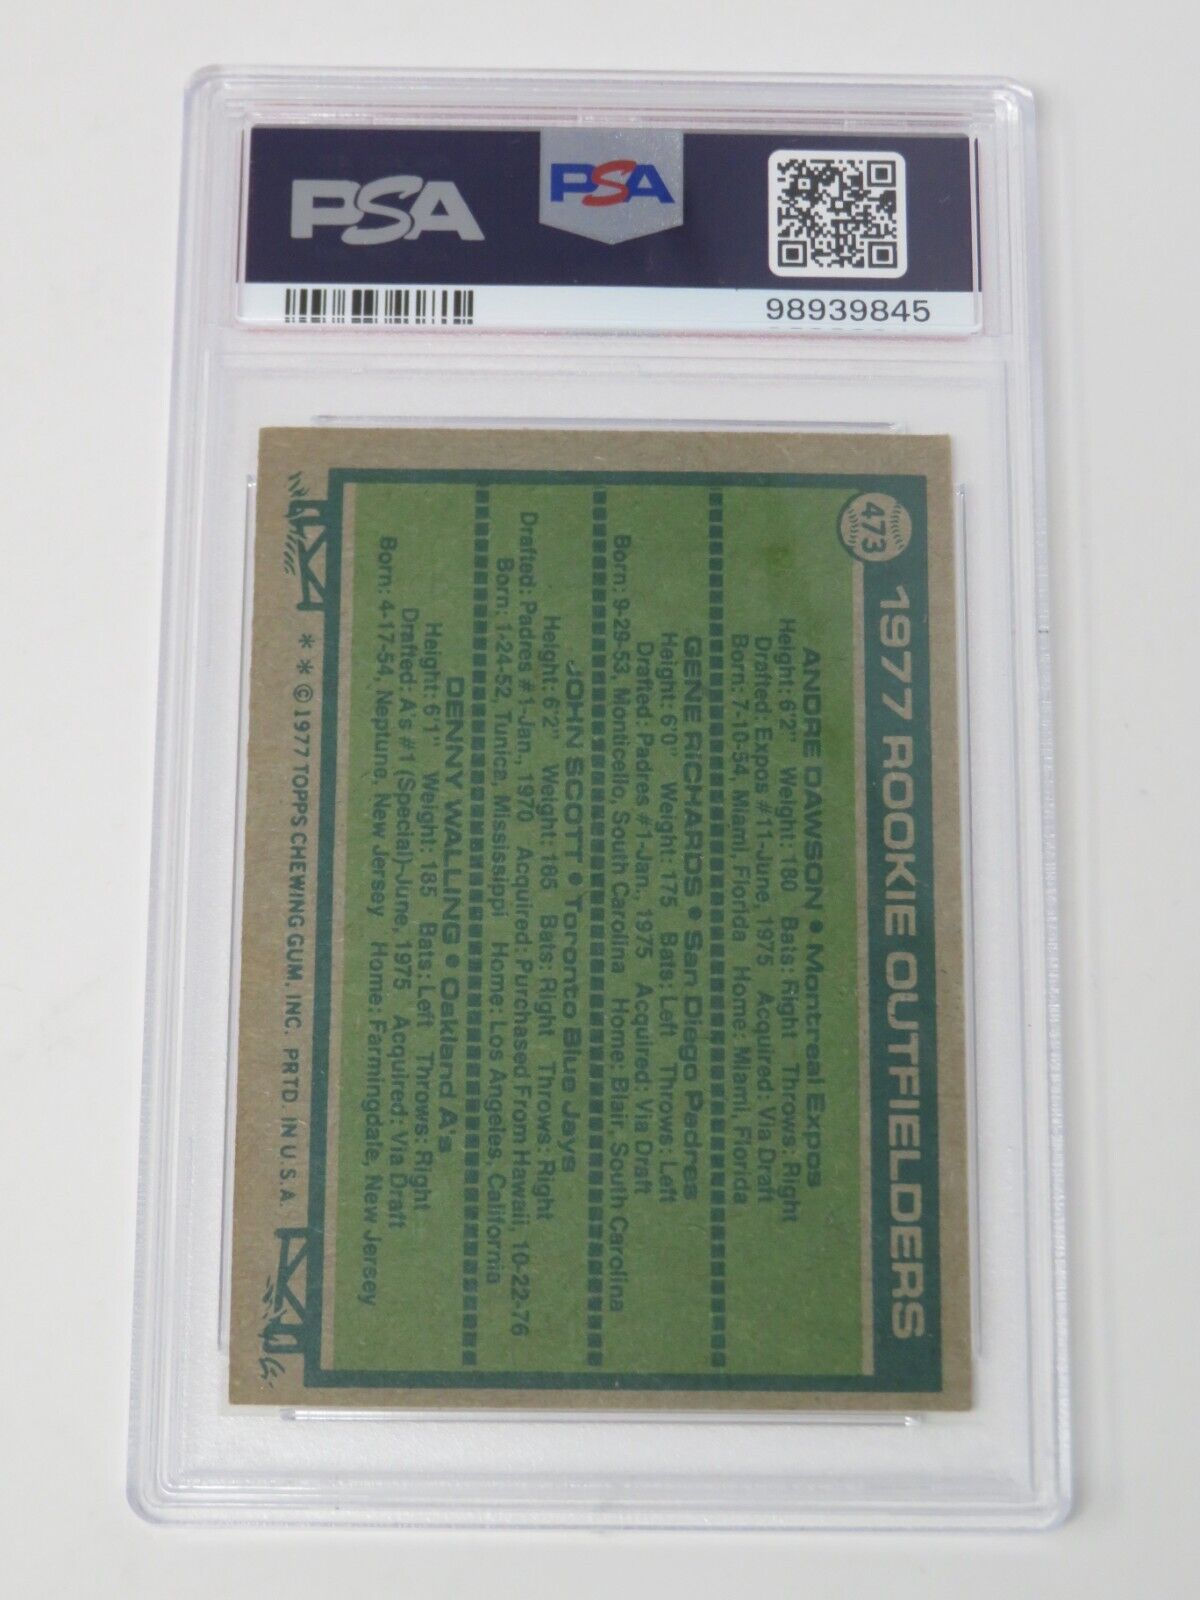 PSA
PSA
98939845
473
1977 ROOKIE OUTFIELDERS
ANDRE DAWSON • Montreal Expos
Height: 6'2" Weight: 180 Bats: Right Throws: Right
Drafted: Expos #11-June, 1975 Acquired: Via Draft
Born: 7-10-54, Miami, Florida Home: Miami, Florida
GENE RICHARDS • San Diego Padres
Height: 6'0" Weight: 175 Bats: Left Throws: Left
Drafted: Padres #1-Jan., 1975 Acquired: Via Draft
Born: 9-29-53, Monticello, South Carolina Home: Blair, South Carolina
JOHN SCOTT • Toronto Blue Jays
Height: 6'2" Weight: 165 Bats: Right Throws: Right
Drafted: Padres #1-Jan., 1970 Acquired: Purchased From Hawaii, 10-22-76
Born: 1-24-52, Tunica, Mississippi Home: Los Angeles, California
DENNY WALLING • Oakland A's
Height: 6'1" Weight: 185 Bats: Left Throws: Right
Drafted: A's #1 (Special)-June, 1975 Acquired: Via Draft
Born: 4-17-54, Neptune, New Jersey Home: Farmingdale, New Jersey
* * © 1977 TOPPS CHEWING GUM, INC. PRTD. IN U.S.A.